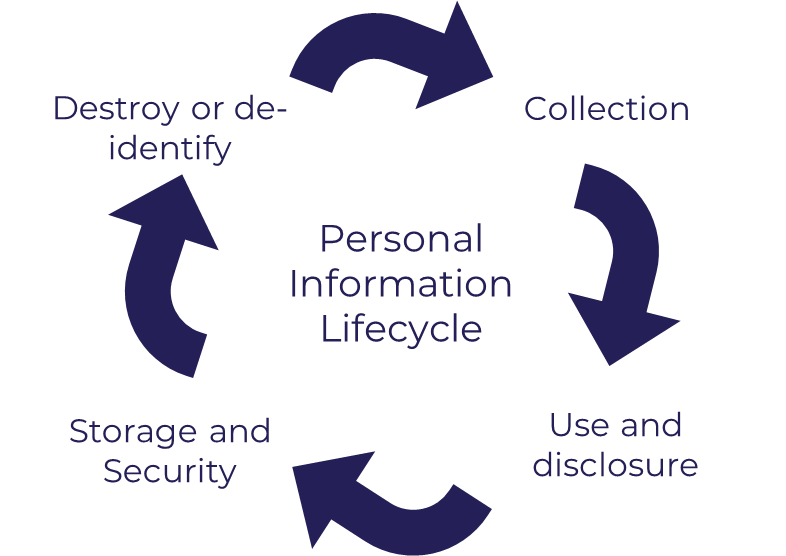 Destroy or de-
identify
Collection
Personal
Information
Lifecycle
Storage and
Security
Use and
disclosure